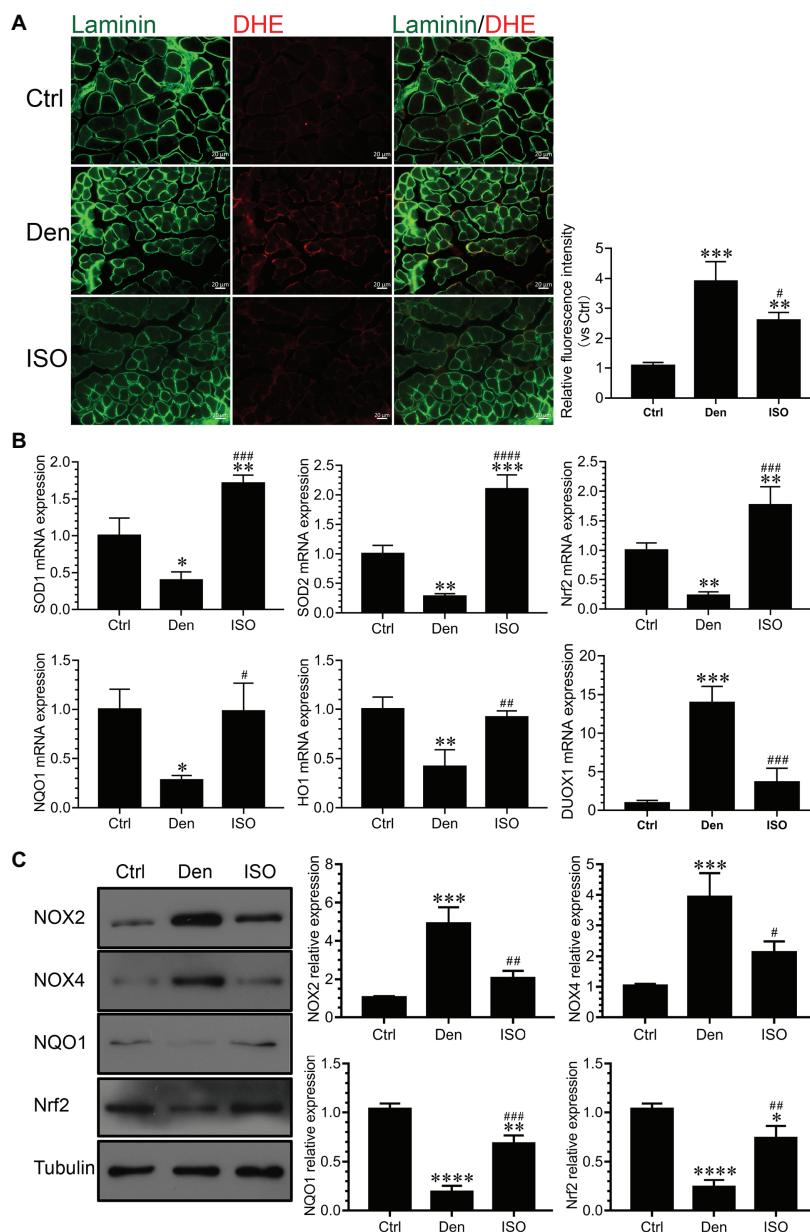 A
Laminin DHE Laminin/DHE
Ctrl
20 μm 20 μm 20 μm
Den
20 μm 20 μm 20 μm
ISO
20 μm 20 μm 20 μm
Relative fluorescence intensity
(vs Ctrl)
5
4
3
2
1
0
***
#
**
Ctrl Den ISO
B
SOD1 mRNA expression
2.0
1.5
1.0
0.5
0.0
*
###
**
Ctrl Den ISO
SOD2 mRNA expression
2.5
2.0
1.5
1.0
0.5
0.0
**
####
***
Ctrl Den ISO
Nrf2 mRNA expression
2.5
2.0
1.5
1.0
0.5
0.0
**
###
**
Ctrl Den ISO
NQO1 mRNA expression
1.5
1.0
0.5
0.0
*
#
Ctrl Den ISO
HO1 mRNA expression
1.5
1.0
0.5
0.0
**
##
Ctrl Den ISO
DUOX1 mRNA expression
20
15
10
5
0
***
###
Ctrl Den ISO
C
Ctrl Den ISO
NOX2
NOX4
NQO1
Nrf2
Tubulin
NOX2 relative expression
8
6
4
2
0
***
##
Ctrl Den ISO
NOX4 relative expression
5
4
3
2
1
0
***
#
Ctrl Den ISO
NQO1 relative expression
1.5
1.0
0.5
0.0
****
###
**
Ctrl Den ISO
Nrf2 relative expression
1.5
1.0
0.5
0.0
****
##
*
Ctrl Den ISO